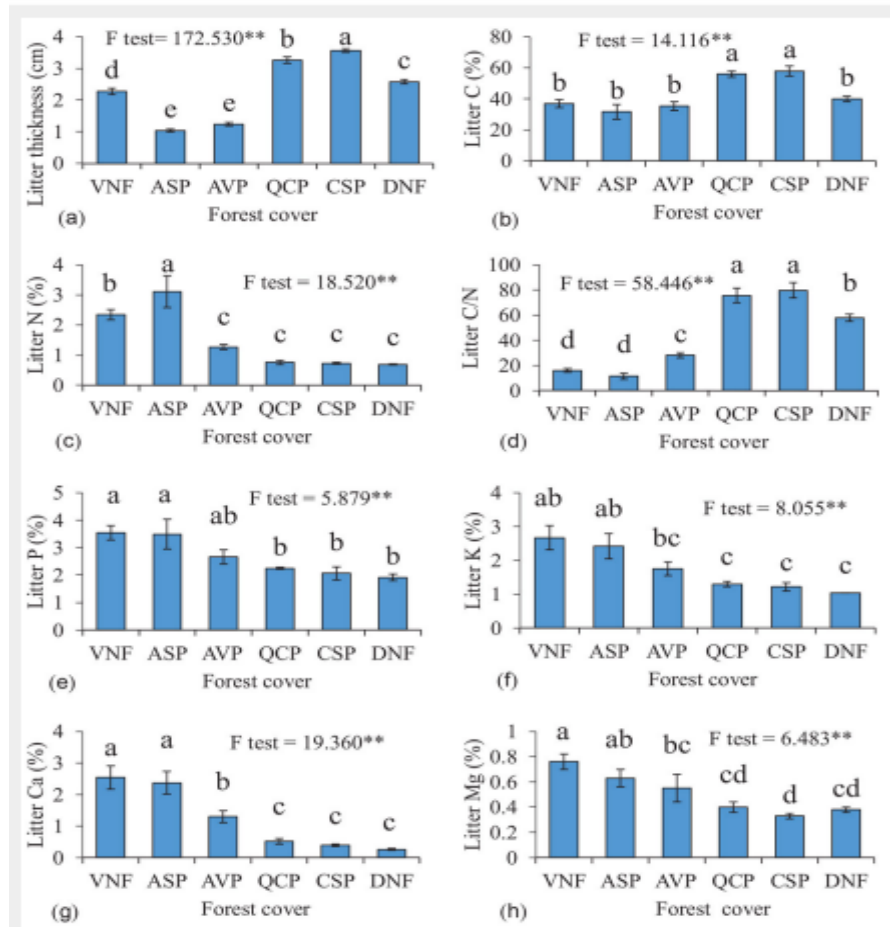 F test= 172.530**
d e e b a c
Litter thickness (cm)
4
3
2
1
0
VNF ASP AVP QCP CSP DNF
(a)
Forest cover
F test = 14.116**
b b b a a b
Litter C (%)
80
60
40
20
0
VNF ASP AVP QCP CSP DNF
(b)
Forest cover
F test = 18.520**
b a c c c c
Litter N (%)
4
3
2
1
0
VNF ASP AVP QCP CSP DNF
(c)
Forest cover
F test = 58.446**
d d c a a b
Litter C/N
100
80
60
40
20
0
VNF ASP AVP QCP CSP DNF
(d)
Forest cover
F test = 5.879**
a a ab b b b
Litter P (%)
5
4
3
2
1
0
VNF ASP AVP QCP CSP DNF
(e)
Forest cover
F test = 8.055**
ab ab bc c c c
Litter K (%)
4
3
2
1
0
VNF ASP AVP QCP CSP DNF
(f)
Forest cover
F test = 19.360**
a a b c c c
Litter Ca (%)
4
3
2
1
0
VNF ASP AVP QCP CSP DNF
(g)
Forest cover
F test = 6.483**
a ab bc cd d cd
Litter Mg (%)
1
0.8
0.6
0.4
0.2
0
VNF ASP AVP QCP CSP DNF
(h)
Forest cover